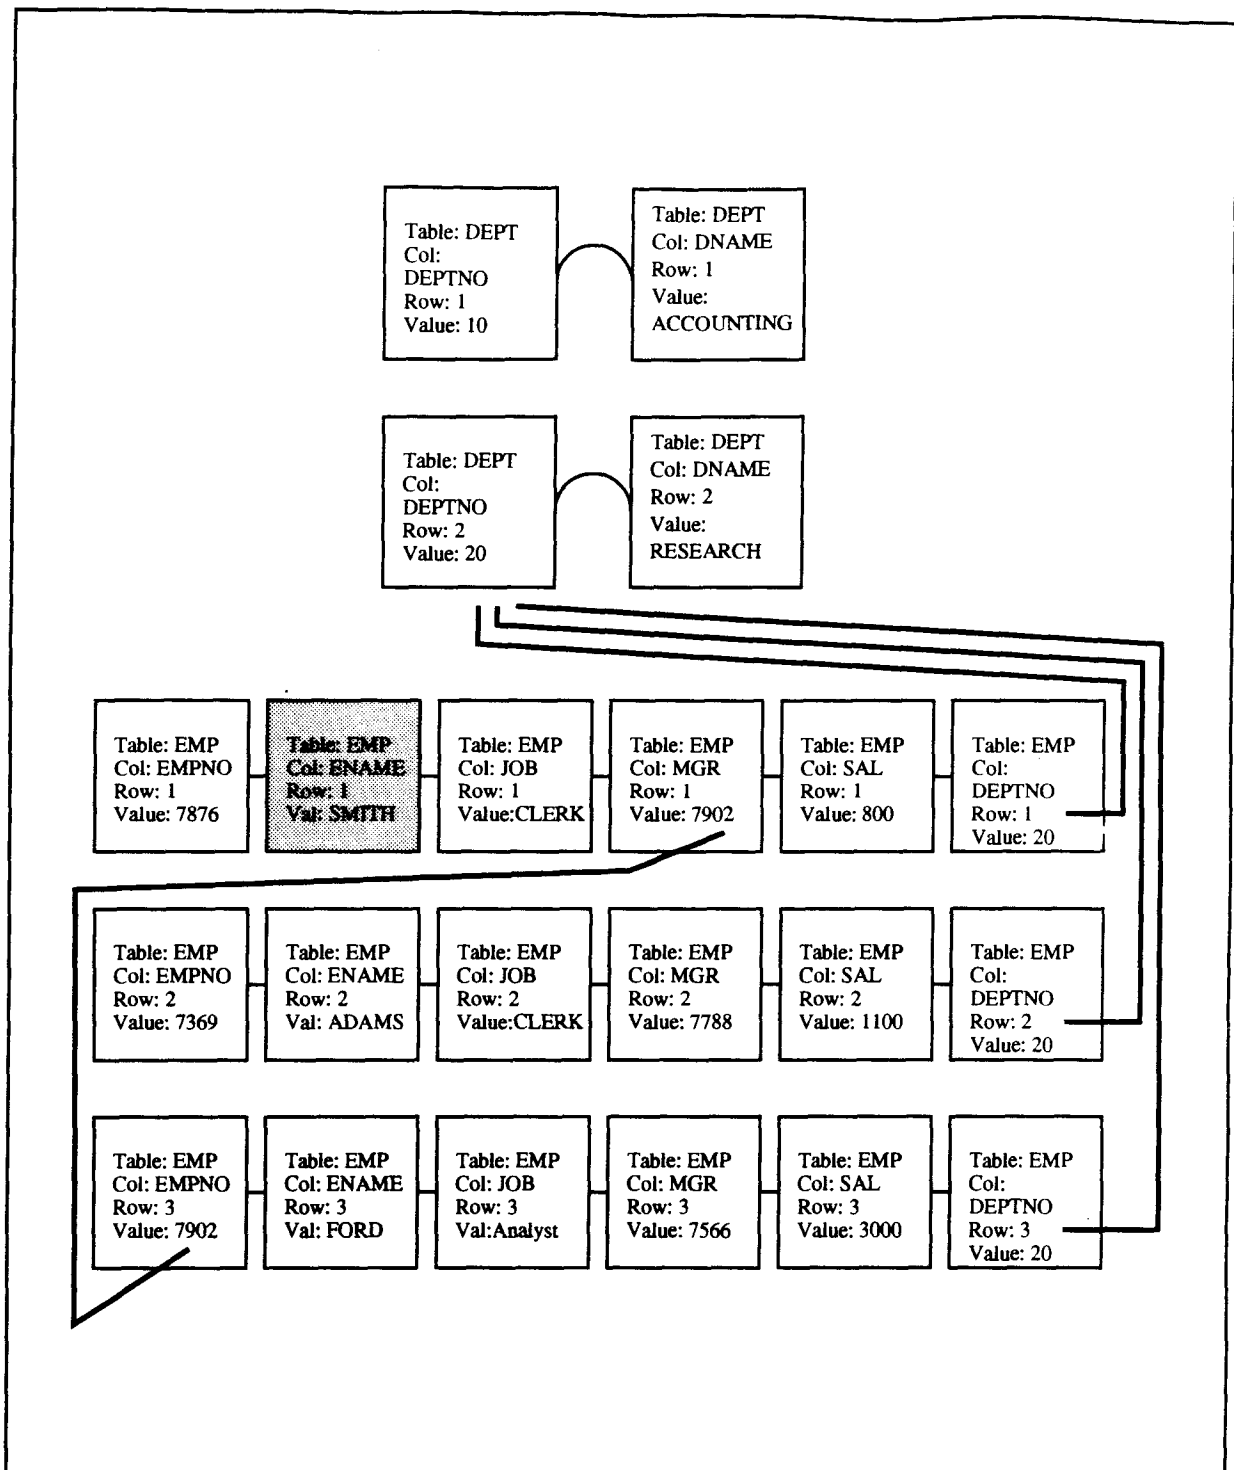 Table: DEPT
Col:
DEPTNO
Row: 1
Value: 10
Table: DEPT
Col: DNAME
Row: 1
Value:
ACCOUNTING
Table: DEPT
Col:
DEPTNO
Row: 2
Value: 20
Table: DEPT
Col: DNAME
Row: 2
Value:
RESEARCH
Table: EMP
Col: EMPNO
Row: 1
Value: 7876
Table: EMP
Col: ENAME
Row: 1
Val: SMITH
Table: EMP
Col: JOB
Row: 1
Value:CLERK
Table: EMP
Col: MGR
Row: 1
Value: 7902
Table: EMP
Col: SAL
Row: 1
Value: 800
Table: EMP
Col:
DEPTNO
Row: 1
Value: 20
Table: EMP
Col: EMPNO
Row: 2
Value: 7369
Table: EMP
Col: ENAME
Row: 2
Val: ADAMS
Table: EMP
Col: JOB
Row: 2
Value:CLERK
Table: EMP
Col: MGR
Row: 2
Value: 7788
Table: EMP
Col: SAL
Row: 2
Value: 1100
Table: EMP
Col:
DEPTNO
Row: 2
Value: 20
Table: EMP
Col: EMPNO
Row: 3
Value: 7902
Table: EMP
Col: ENAME
Row: 3
Val: FORD
Table: EMP
Col: JOB
Row: 3
Val:Analyst
Table: EMP
Col: MGR
Row: 3
Value: 7566
Table: EMP
Col: SAL
Row: 3
Value: 3000
Table: EMP
Col:
DEPTNO
Row: 3
Value: 20